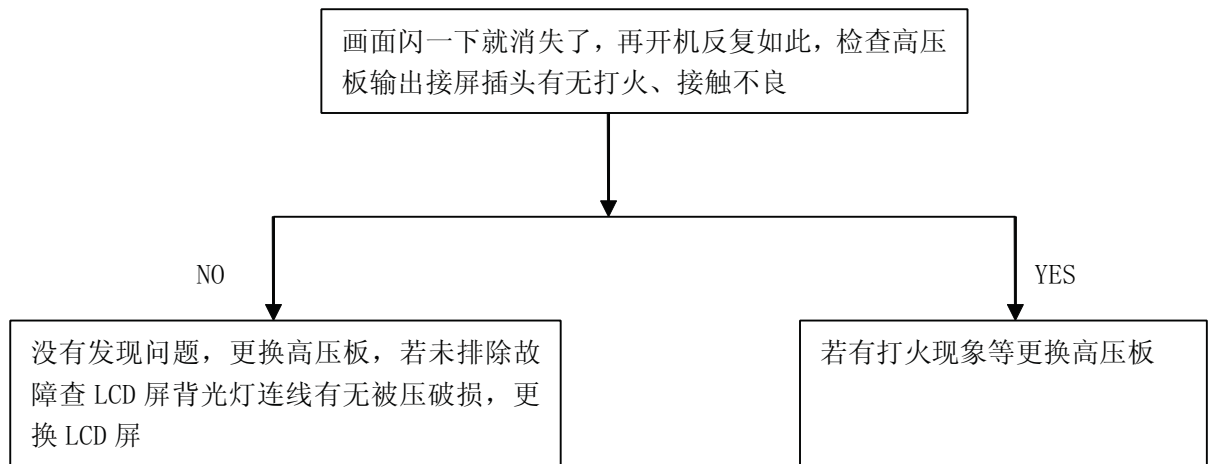 画面闪一下就消失了，再开机反复如此，检查高压
板输出接屏插头有无打火、接触不良
NO
YES
没有发现问题，更换高压板，若未排除故
障查 LCD 屏背光灯连线有无被压破损，更
换 LCD 屏
若有打火现象等更换高压板